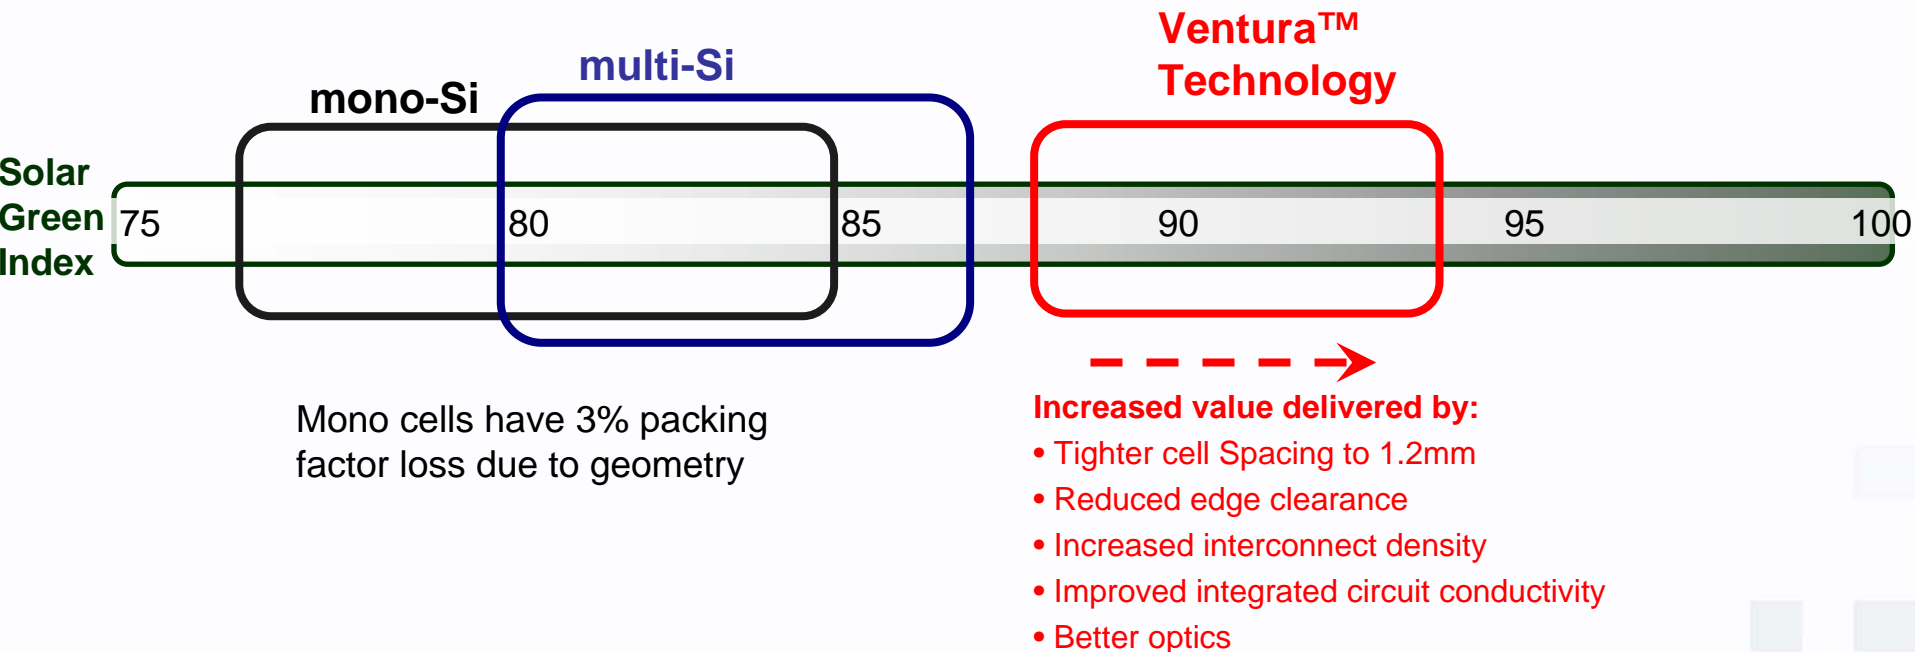 Ventura™
Technology
multi-Si
mono-Si
Solar
Green
Index
75 80 85 90 95 100
Mono cells have 3% packing
factor loss due to geometry
Increased value delivered by:
• Tighter cell Spacing to 1.2mm
• Reduced edge clearance
• Increased interconnect density
• Improved integrated circuit conductivity
• Better optics